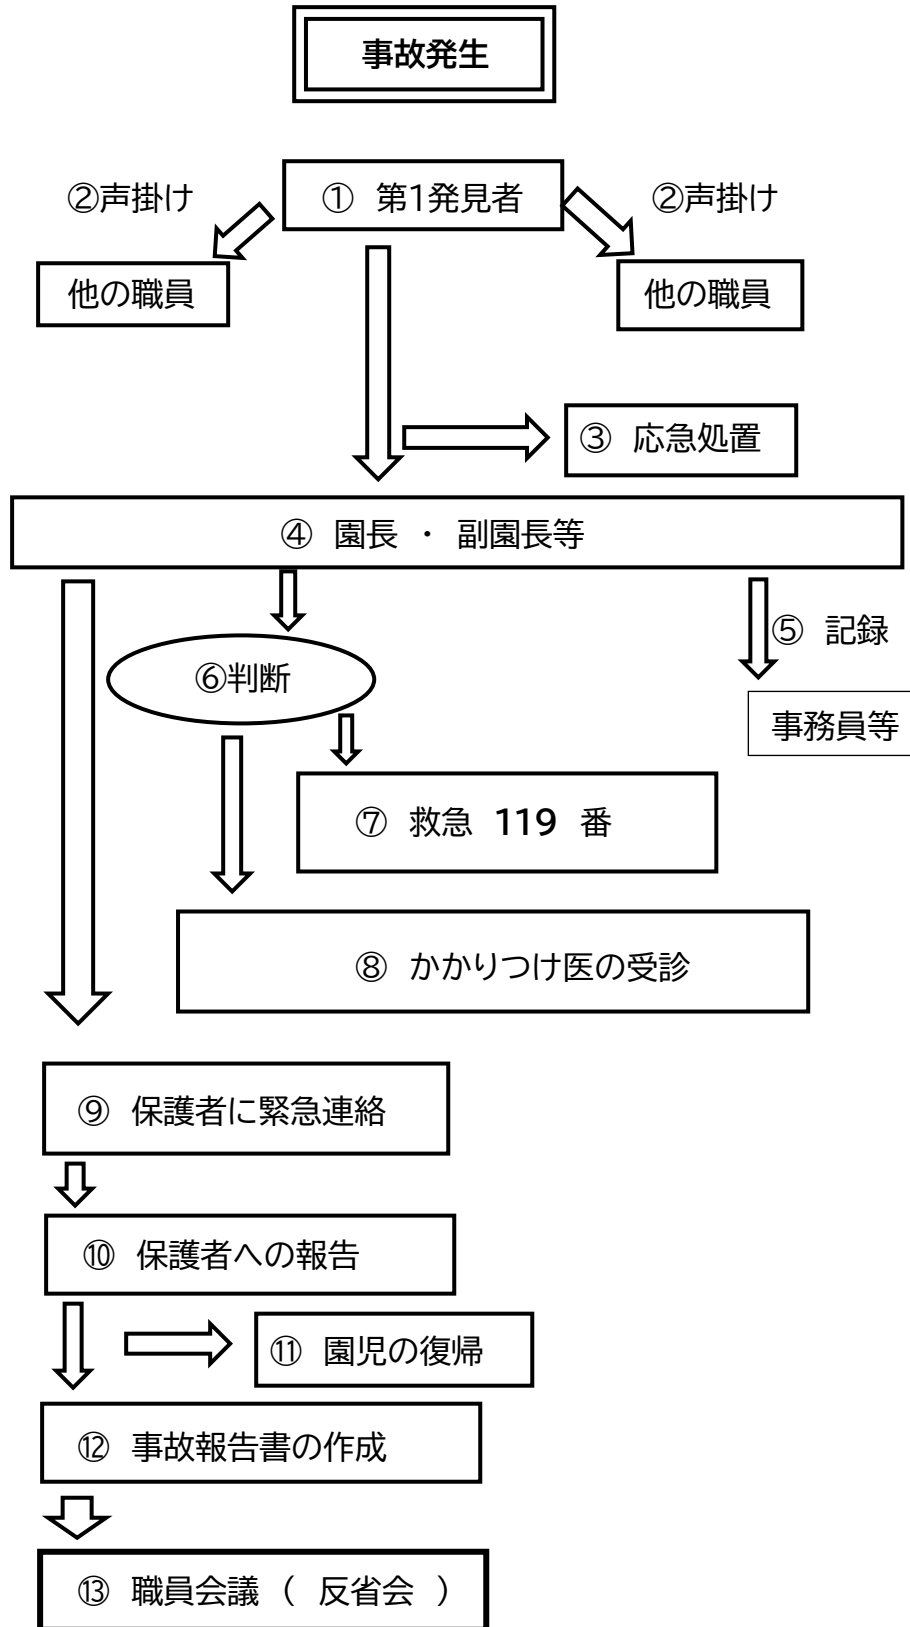 事故発生
② 声掛け
① 第1発見者
② 声掛け
他の職員
他の職員
③ 応急処置
④ 園長 ・ 副園長等
⑤ 記録
⑥判断
事務員等
⑦ 救急 119 番
⑧ かかりつけ医の受診
⑨ 保護者に緊急連絡
⑩ 保護者への報告
⑪ 園児の復帰
⑫ 事故報告書の作成
⑬ 職員会議 ( 反省会 )